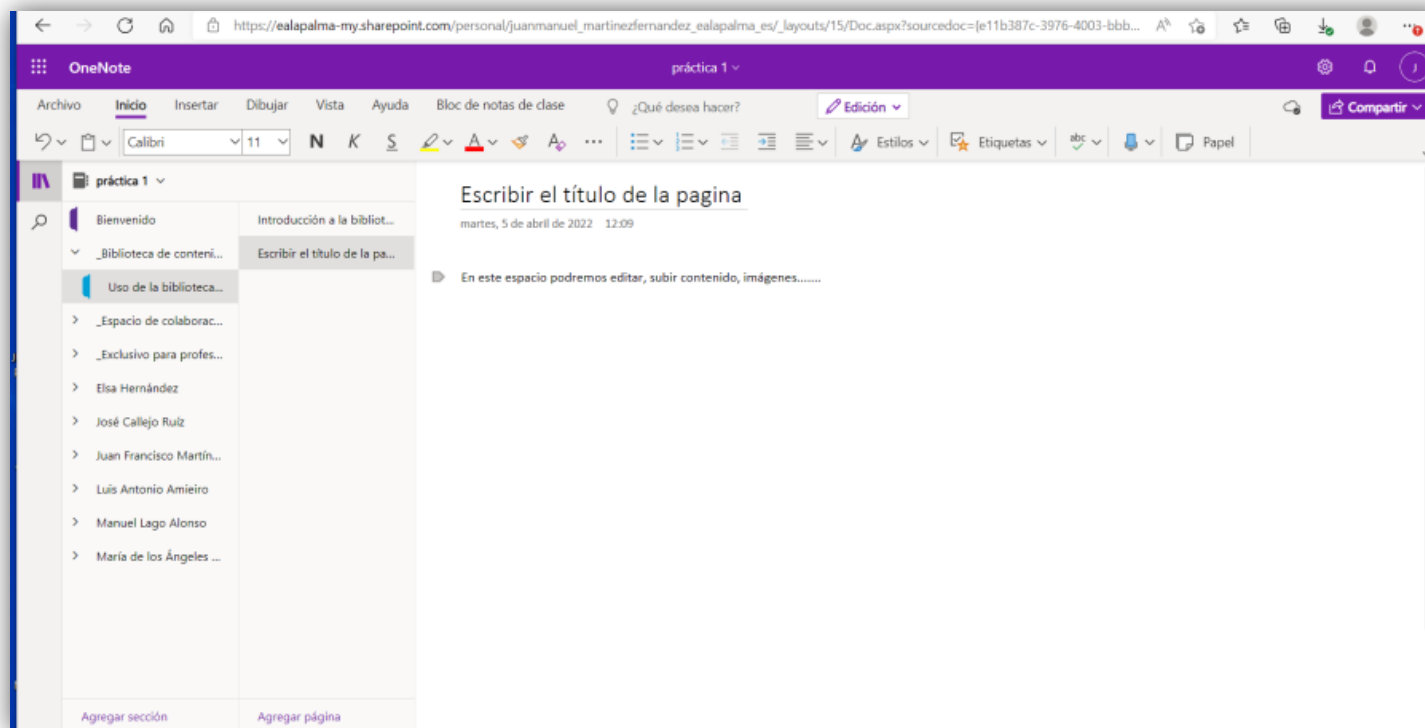 https://ealapalma-my.sharepoint.com/personal/juanmanuel_martinezfernandez_ealapalma_es/_layouts/15/Doc.aspx?sourcedoc={e11b387c-3976-4003-bbb...
OneNote
práctica 1
J
Archivo Inicio Insertar Dibujar Vista Ayuda Bloc de notas de clase ¿Qué desea hacer? Edición Compartir
Calibri 11 N K S A A ... Estilos Etiquetas abc Papel
práctica 1
Bienvenido
_Biblioteca de conteni...
Uso de la biblioteca...
_Espacio de colaborac...
_Exclusivo para profes...
Elsa Hernández
José Callejo Ruíz
Juan Francisco Martín...
Luis Antonio Amieiro
Manuel Lago Alonso
María de los Ángeles ...
Agregar sección
Introducción a la bibliot...
Escribir el título de la pa...
Agregar página
Escribir el título de la pagina
martes, 5 de abril de 2022 12:09
En este espacio podremos editar, subir contenido, imágenes.......